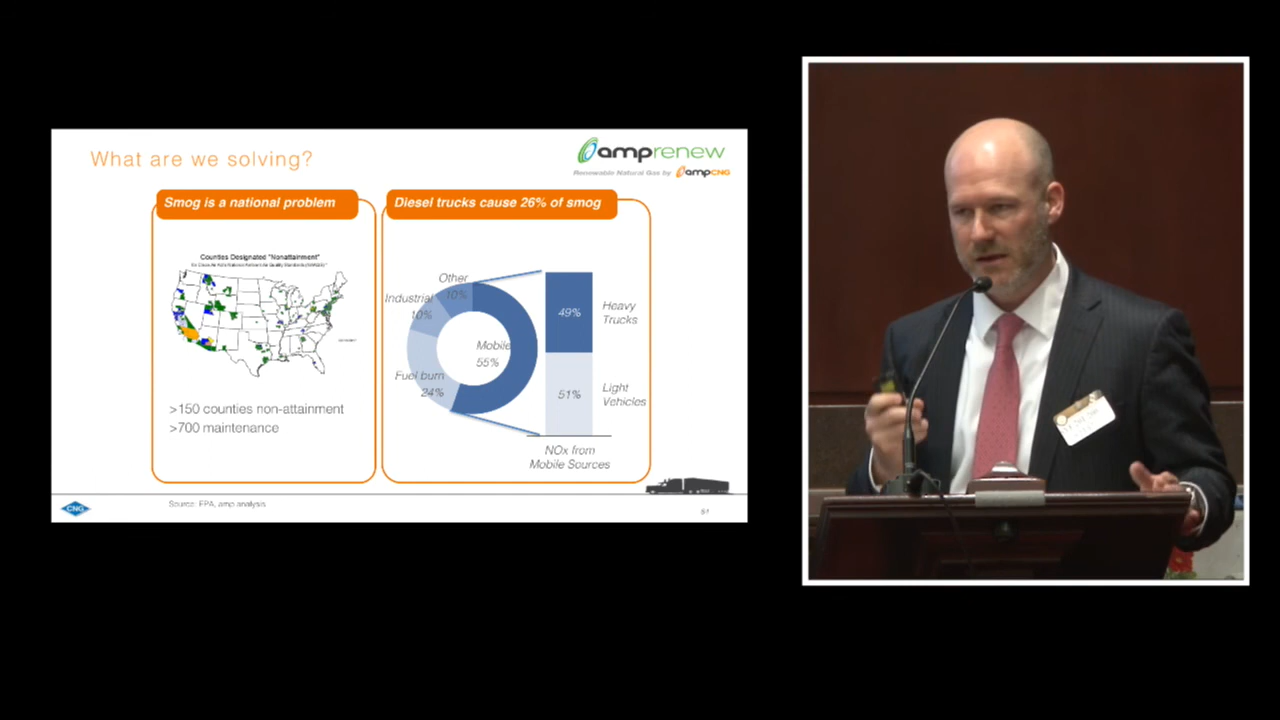 What are we solving?
amprenew
Renewable Natural Gas by ampCNG
Smog is a national problem
Counties Designated "Nonattainment"
>150 counties non-attainment
>700 maintenance
Diesel trucks cause 26% of smog
Other
10%
Industrial
10%
Mobile
55%
Fuel burn
24%
49%
Heavy
Trucks
51%
Light
Vehicles
NOx from
Mobile Sources
CNG
Source: EPA, amp analysis